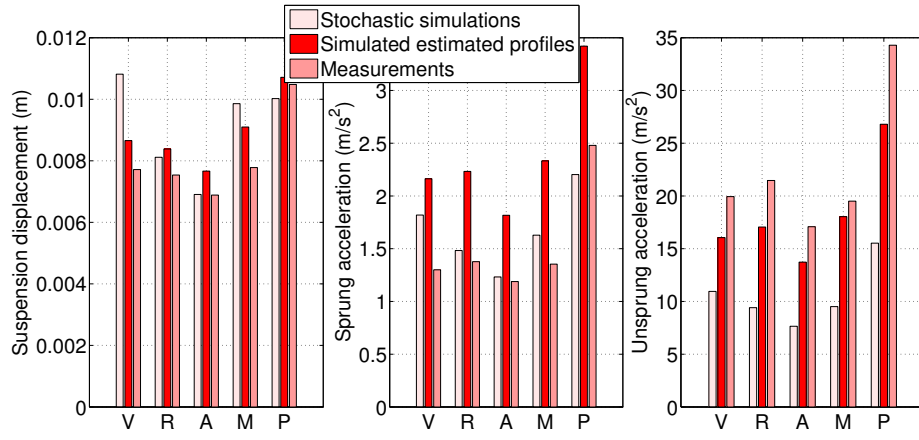 Stochastic simulations
Simulated estimated profiles
Measurements
Suspension displacement (m)
0.012
0.01
0.008
0.006
0.004
0.002
0
V R A M P
Sprung acceleration (m/s²)
3
2.5
2
1.5
1
0.5
0
V R A M P
Unsprung acceleration (m/s²)
35
30
25
20
15
10
5
0
V R A M P